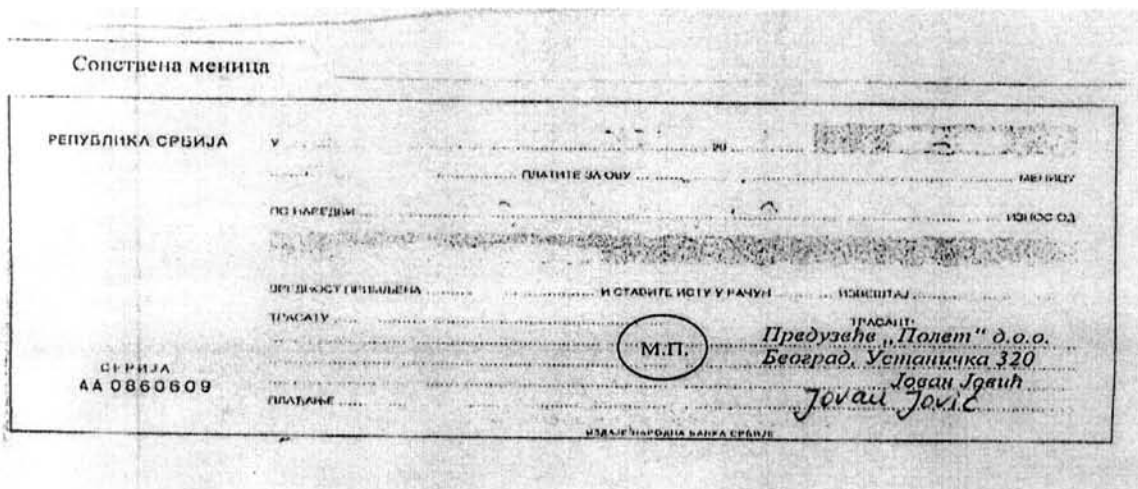 Сопствена меница
РЕПУБЛИКА СРБИЈА У 20
ПЛАТИТЕ ЗА ОВУ МЕНИЦУ
ПО НАРЕДБИ ИЗНОС ОД
ВРЕДНОСТ ПРИМЉЕНА И СТАВИТЕ ИСТУ У РАЧУН ИЗВЕШТАЈ
ТРАСАТУ ТРАСАНТ:
М.П. Предузеће „Полет“ д.о.о.
Београд, Устаничка 320
СЕРИЈА Јован Јовић
АА 0860609 Jovan Jović
ПЛАЋАЊЕ
ИЗДАЈЕ НАРОДНА БАНКА СРБИЈЕ